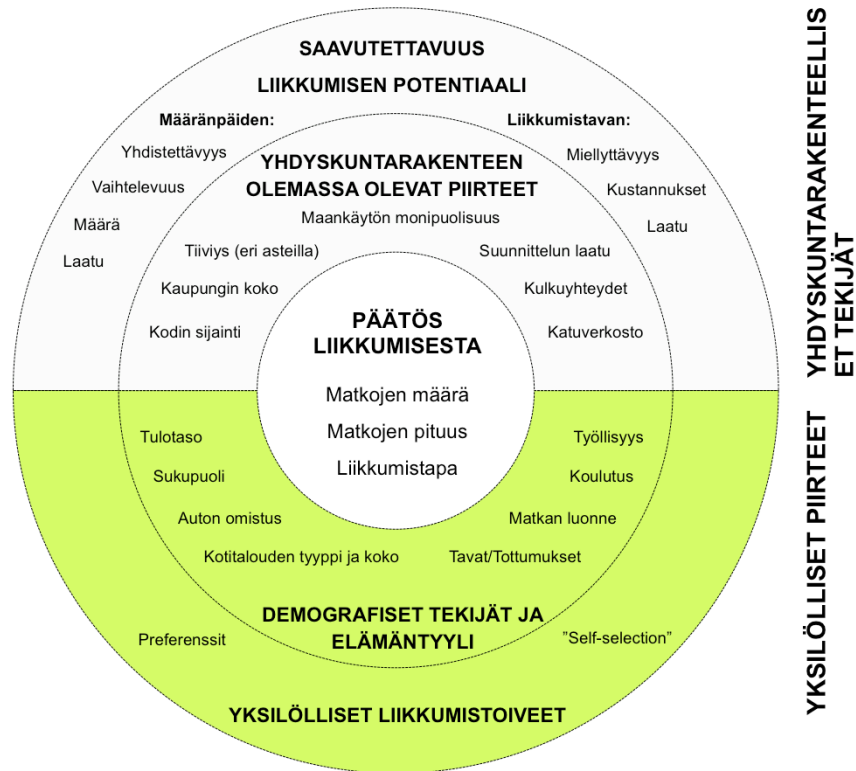 SAAVUTETTAVUUS
LIIKKUMISEN POTENTIAALI
Määränpäiden:
Yhdistettävyys
Vaihtelevuus
Määrä
Laatu
Liikkumistavan:
Miellyttävyys
Kustannukset
Laatu
YHDYSKUNTARAKENTEEN
OLEMASSA OLEVAT PIIRTEET
Maankäytön monipuolisuus
Tiiviys (eri asteilla)
Kaupungin koko
Kodin sijainti
Suunnittelun laatu
Kulkuyhteydet
Katuverkosto
PÄÄTÖS
LIIKKUMISESTA
Matkojen määrä
Matkojen pituus
Liikkumistapa
Tulotaso
Sukupuoli
Auton omistus
Kotitalouden tyyppi ja koko
Työllisyys
Koulutus
Matkan luonne
Tavat/Tottumukset
DEMOGRAFISET TEKIJÄT JA
ELÄMÄNTYYLI
Preferenssit
”Self-selection”
YKSILÖLLISET LIIKKUMISTOIVEET
YHDYSKUNTARAKENTEELLIS
ET TEKIJÄT
YKSILÖLLISET PIIRTEET